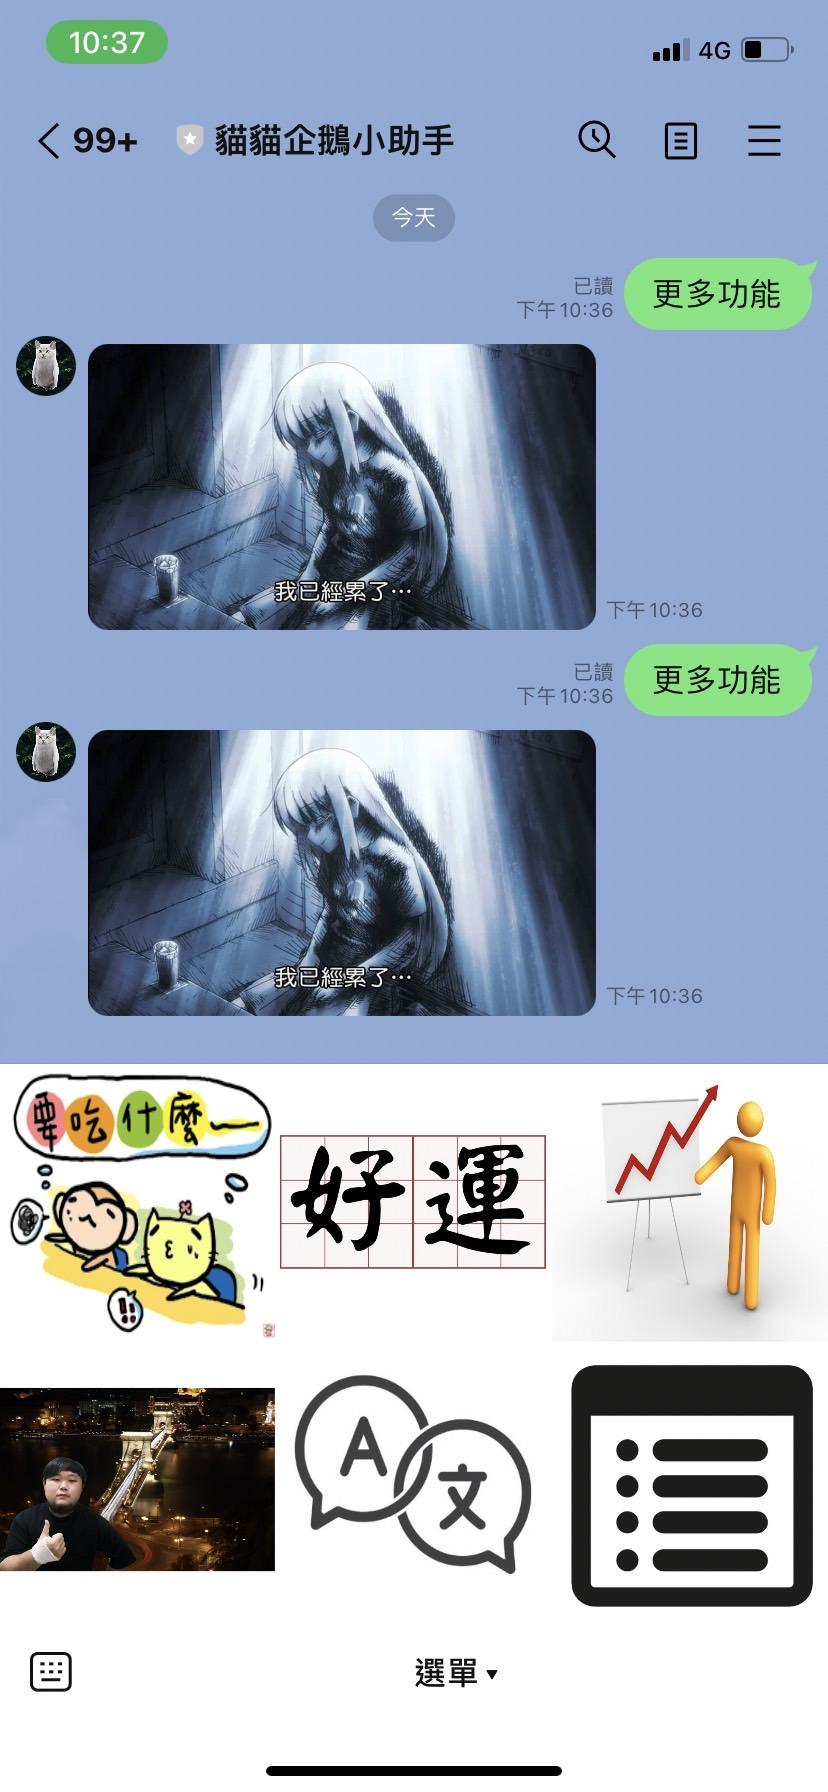 10:37
4G
99+
貓貓企鵝小助手
今天
更多功能
已讀
下午10:36
我已經累了…
下午10:36
更多功能
已讀
下午10:36
我已經累了…
下午10:36
要吃什麼
!!
好運
A
文
選單